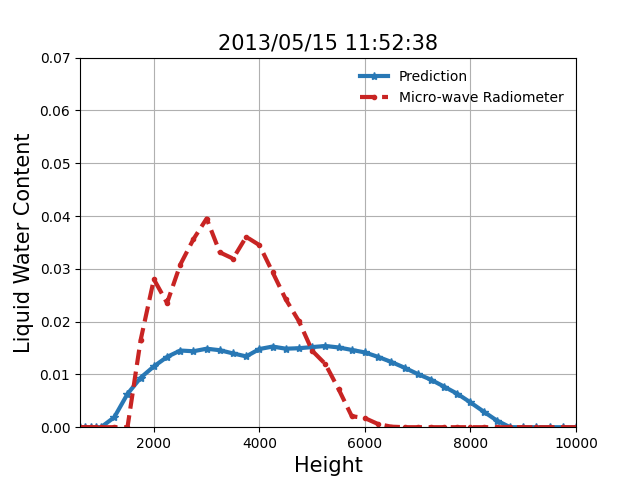 2013/05/15 11:52:38
Prediction
Micro-wave Radiometer
Liquid Water Content
0.07
0.06
0.05
0.04
0.03
0.02
0.01
0.00
2000 4000 6000 8000 10000
Height